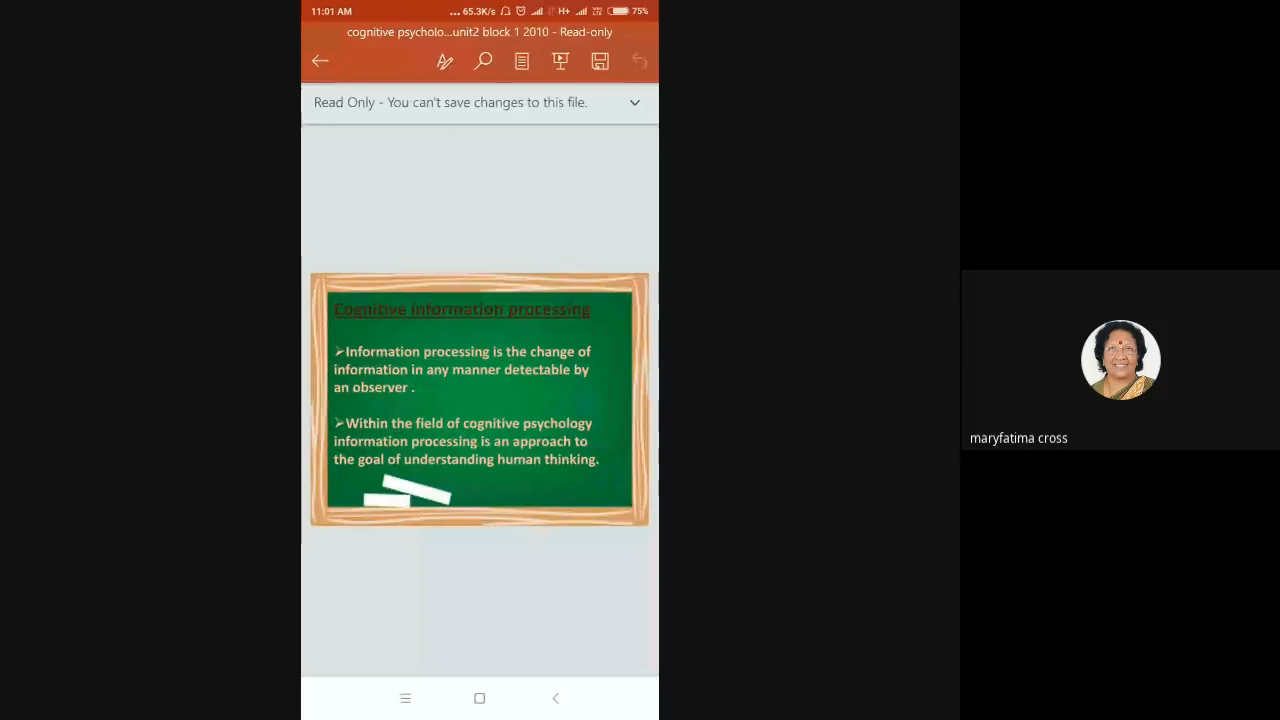 11:01 AM
... 65.3K/s H+ 75%
cognitive psycholo...unit2 block 1 2010 - Read-only
Read Only - You can't save changes to this file.
Cognitive information processing
➢Information processing is the change of
information in any manner detectable by
an observer .
➢Within the field of cognitive psychology
information processing is an approach to
the goal of understanding human thinking.
maryfatima cross